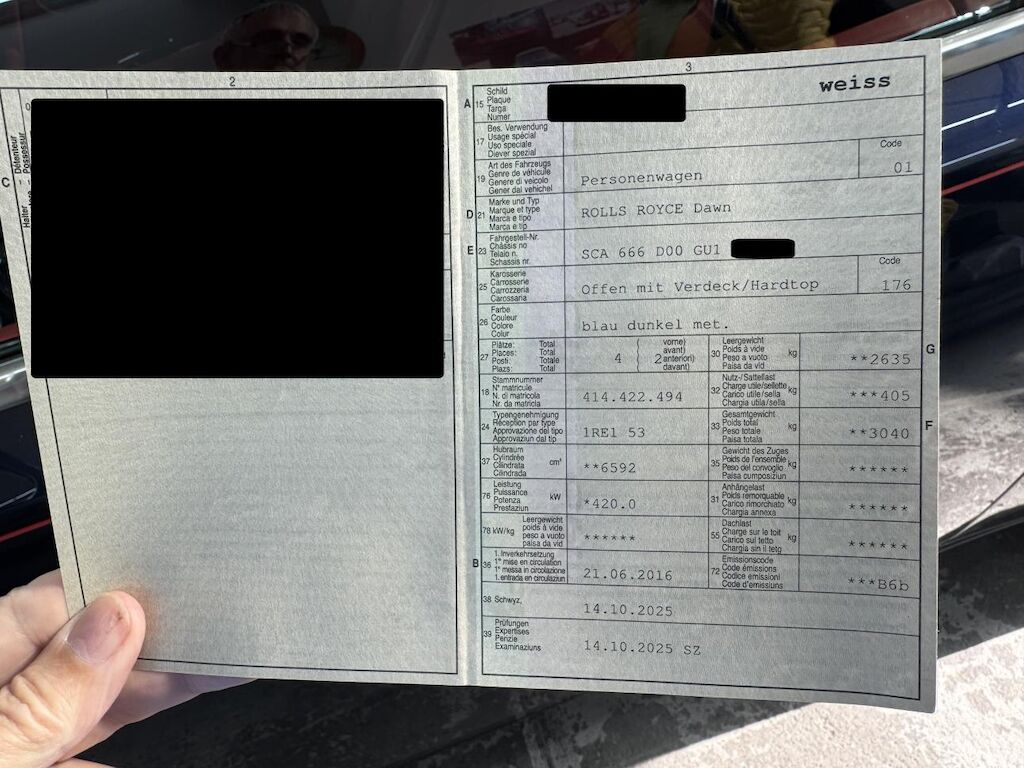 2
Détenteur
Possessur
Halter
C
3
weiss
A 15 Schild
Plaque
Targa
Numer
17 Bes. Verwendung
Usage spécial
Uso speciale
Diever spezial
19 Art des Fahrzeugs
Genre de véhicule
Genere di veicolo
Gener dal vehichel
Personenwagen
Code
01
D 21 Marke und Typ
Marque et type
Marca e tipo
Marca e tip
ROLLS ROYCE Dawn
E 23 Fahrgestell-Nr.
Châssis no
Telaio n.
Schassis nr.
SCA 666 D00 GU1
25 Karosserie
Carrosserie
Carrozzeria
Carossaria
Offen mit Verdeck/Hardtop
Code
176
26 Farbe
Couleur
Colore
Colur
blau dunkel met.
27 Plätze: Total
Places: Total
Posti: Totale
Plazs: Total
4 2
vorne)
avant)
anteriori)
davant)
30 Leergewicht
Poids à vide
Peso a vuoto
Paisa da vid
kg
**2635
G
18 Stammnummer
N° matricule
N. di matricola
Nr. da matricla
414.422.494
32 Nutz-/Sattellast
Charge utile/sellette
Carico utile/sella
Chargia utila/sella
kg
***405
24 Typengenehmigung
Réception par type
Approvazione del tipo
Approvaziun dal tip
1RE1 53
33 Gesamtgewicht
Poids total
Peso totale
Paisa totala
kg
**3040
F
37 Hubraum
Cylindrée
Cilindrata
Cilindrada
cm³
**6592
35 Gewicht des Zuges
Poids de l'ensemble
Peso del convoglio
Paisa composiziun
kg
******
76 Leistung
Puissance
Potenza
Prestaziun
kW
*420.0
31 Anhängelast
Poids remorquable
Carico rimorchiato
Chargia annexa
kg
******
78 kW/kg
Leergewicht
poids à vide
peso a vuoto
paisa da vid
******
55 Dachlast
Charge sur le toit
Carico sul tetto
Chargia sin il tetg
kg
******
B 36 1. Inverkehrsetzung
1re mise en circulation
1a messa in circolazione
1. entrada en circulaziun
21.06.2016
72 Emissionscode
Code émissions
Codice emissioni
Code d'emissiuns
***B6b
38 Schwyz,
14.10.2025
39 Prüfungen
Expertises
Perizie
Examinaziuns
14.10.2025 SZ